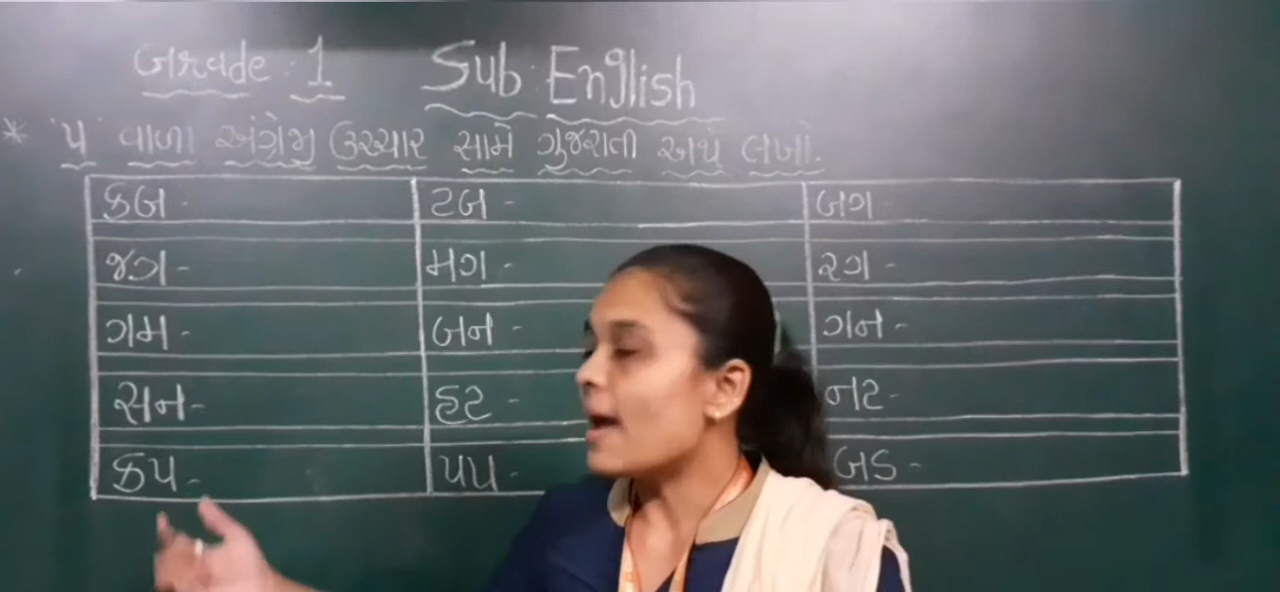 Grade : 1 Sub : English
* 'પ' વાળા અંગ્રેજી ઉચ્ચાર સામે ગુજરાતી અર્થ લખો.
કબ - ટબ - બગ -
જગ - મગ - રગ -
ગમ - બન - ગન -
સન - હટ - નટ -
કપ - પપ - બડ -